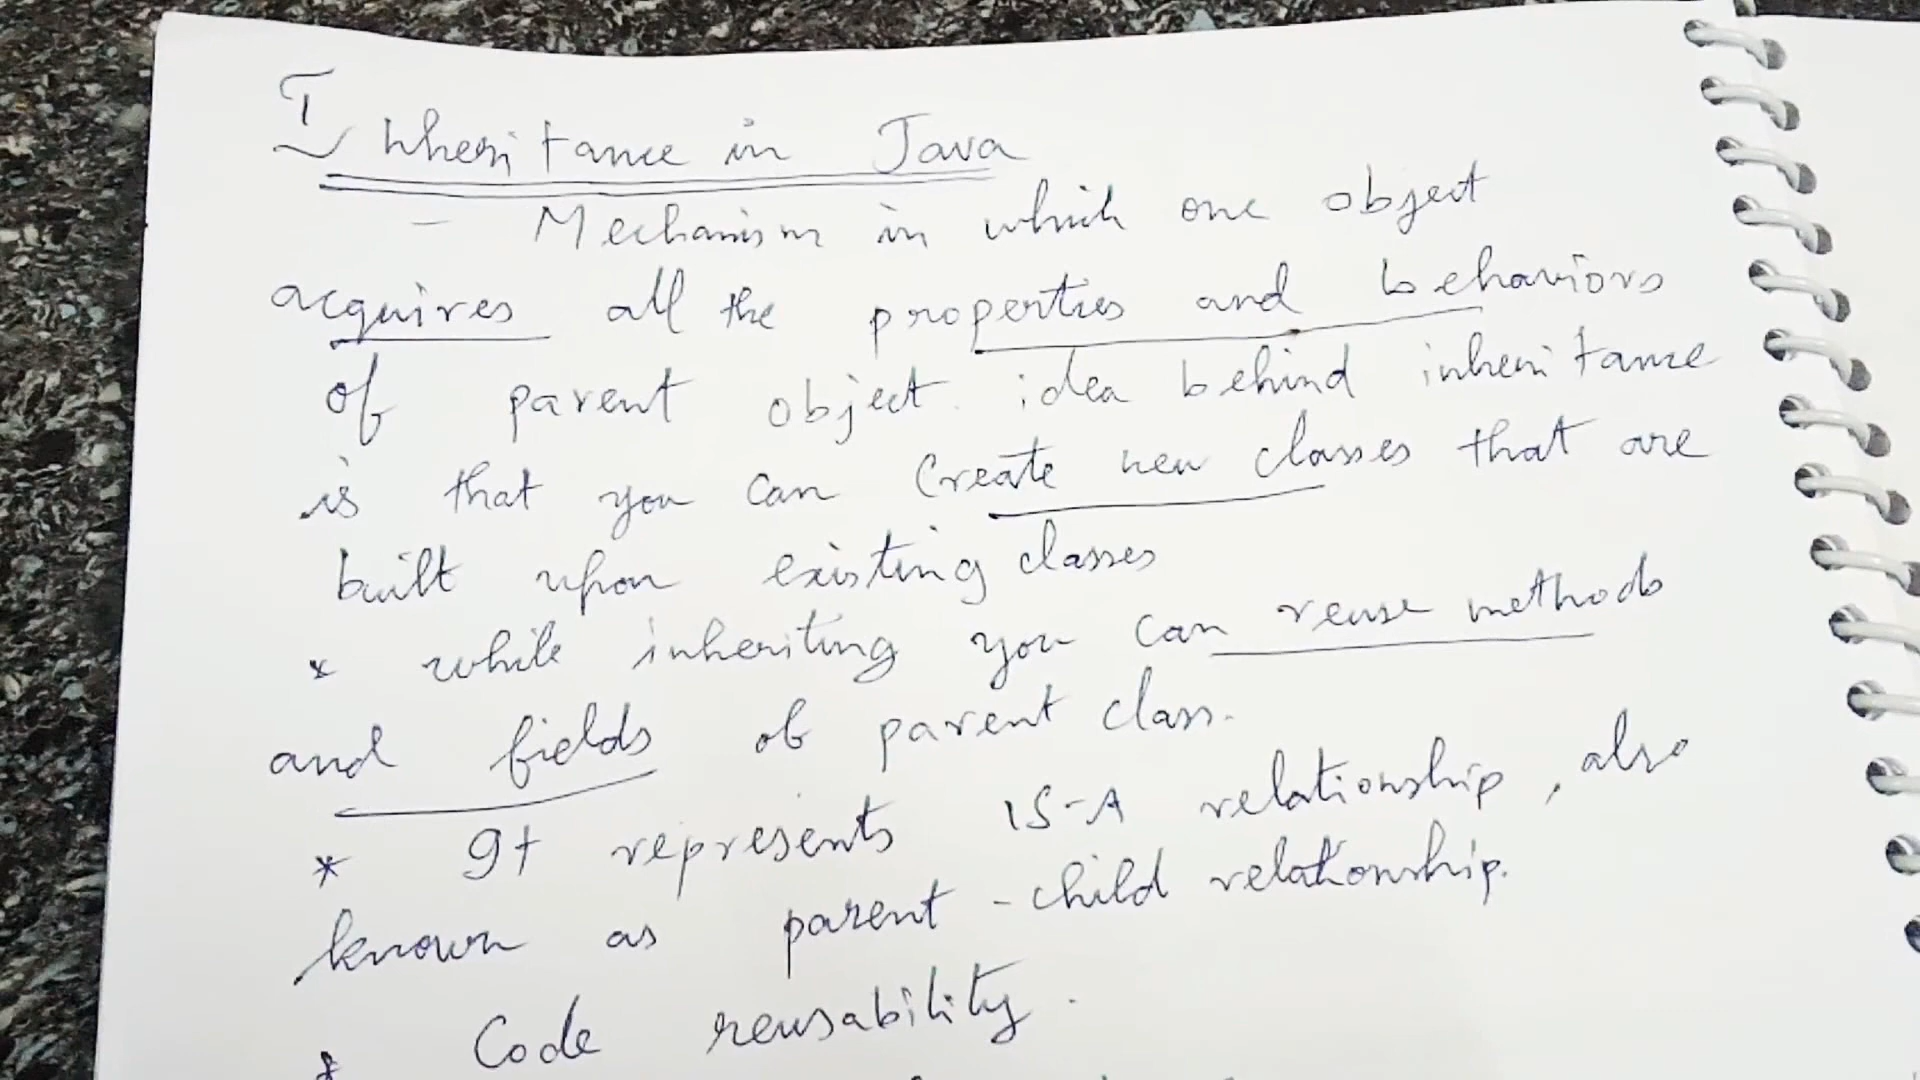 Inheritance in Java
- Mechanism in which one object
acquires all the properties and behaviors
of parent object. idea behind inheritance
is that you can Create new classes that are
built upon existing classes
* while inheriting you can reuse methods
and fields of parent class.
* It represents IS-A relationship, also
known as parent-child relationship.
* Code reusability.